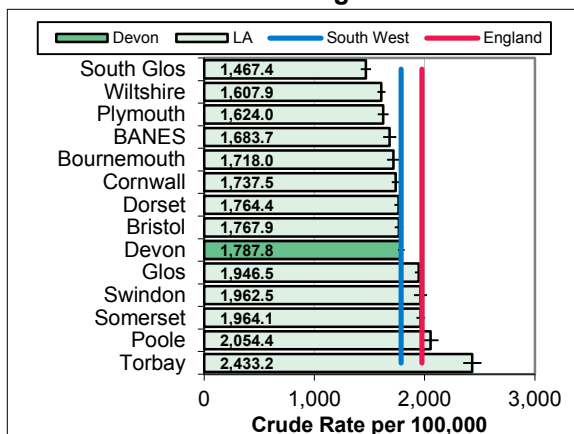 Devon LA South West England
South Glos 1,467.4
Wiltshire 1,607.9
Plymouth 1,624.0
BANES 1,683.7
Bournemouth 1,718.0
Cornwall 1,737.5
Dorset 1,764.4
Bristol 1,767.9
Devon 1,787.8
Glos 1,946.5
Swindon 1,962.5
Somerset 1,964.1
Poole 2,054.4
Torbay 2,433.2
0 1,000 2,000 3,000
Crude Rate per 100,000